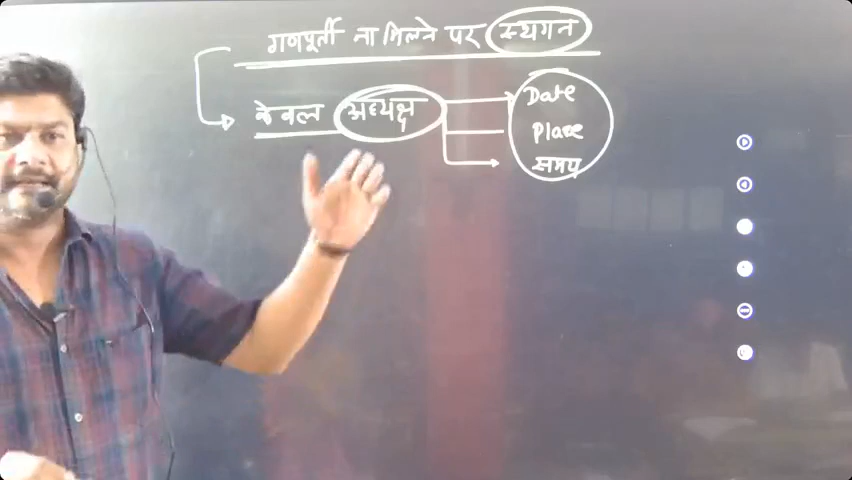 गणपूर्ती ना मिलने पर स्थगन
केवल अध्यक्ष
Date
Place
समय